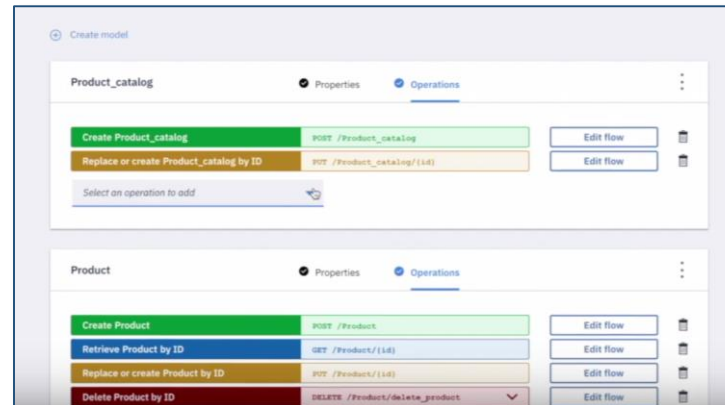 Create model
Product_catalog
Properties
Operations
Create Product_catalog
POST /Product_catalog
Edit flow
Replace or create Product_catalog by ID
PUT /Product_catalog/{id}
Edit flow
Select an operation to add
Product
Properties
Operations
Create Product
POST /Product
Edit flow
Retrieve Product by ID
GET /Product/{id}
Edit flow
Replace or create Product by ID
PUT /Product/{id}
Edit flow
Delete Product by ID
DELETE /Product/delete_product
Edit flow